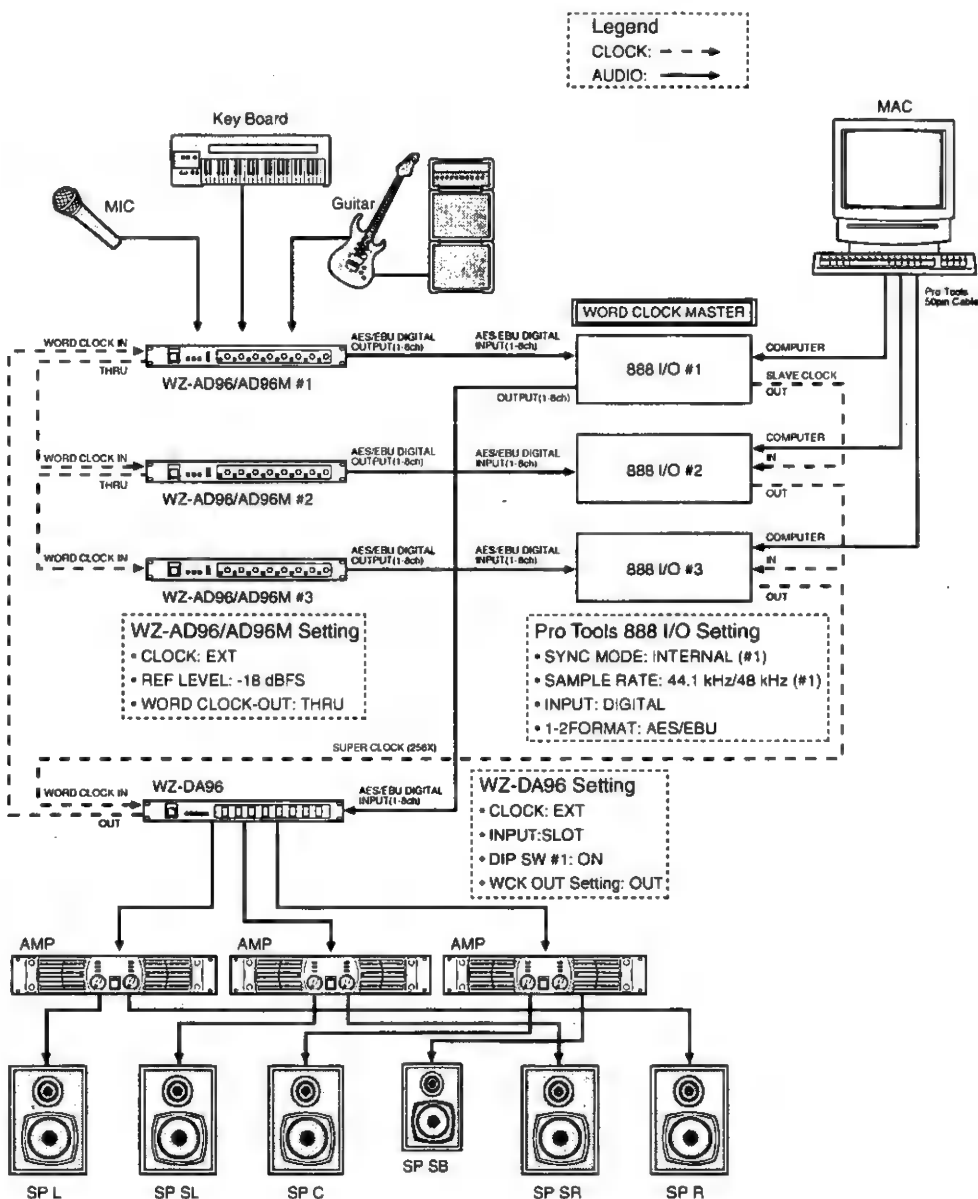 Legend
CLOCK:
AUDIO:
MAC
Key Board
MIC
Guitar
Pro Tools
50pin Cable
WORD CLOCK MASTER
WORD CLOCK IN
THRU
WZ-AD96/AD96M #1
AES/EBU DIGITAL
OUTPUT(1-8ch)
AES/EBU DIGITAL
INPUT(1-8ch)
888 I/O #1
OUTPUT(1-8ch)
COMPUTER
SLAVE CLOCK
OUT
WORD CLOCK IN
THRU
WZ-AD96/AD96M #2
AES/EBU DIGITAL
OUTPUT(1-8ch)
AES/EBU DIGITAL
INPUT(1-8ch)
888 I/O #2
COMPUTER
IN
OUT
WORD CLOCK IN
WZ-AD96/AD96M #3
AES/EBU DIGITAL
OUTPUT(1-8ch)
AES/EBU DIGITAL
INPUT(1-8ch)
888 I/O #3
COMPUTER
IN
OUT
WZ-AD96/AD96M Setting
• CLOCK: EXT
• REF LEVEL: -18 dBFS
• WORD CLOCK-OUT: THRU
Pro Tools 888 I/O Setting
• SYNC MODE: INTERNAL (#1)
• SAMPLE RATE: 44.1 kHz/48 kHz (#1)
• INPUT: DIGITAL
• 1-2FORMAT: AES/EBU
SUPER CLOCK (256X)
WZ-DA96
WORD CLOCK IN
OUT
AES/EBU DIGITAL
INPUT(1-8ch)
WZ-DA96 Setting
• CLOCK: EXT
• INPUT:SLOT
• DIP SW #1: ON
• WCK OUT Setting: OUT
AMP
AMP
AMP
SP L
SP SL
SP C
SP SB
SP SR
SP R